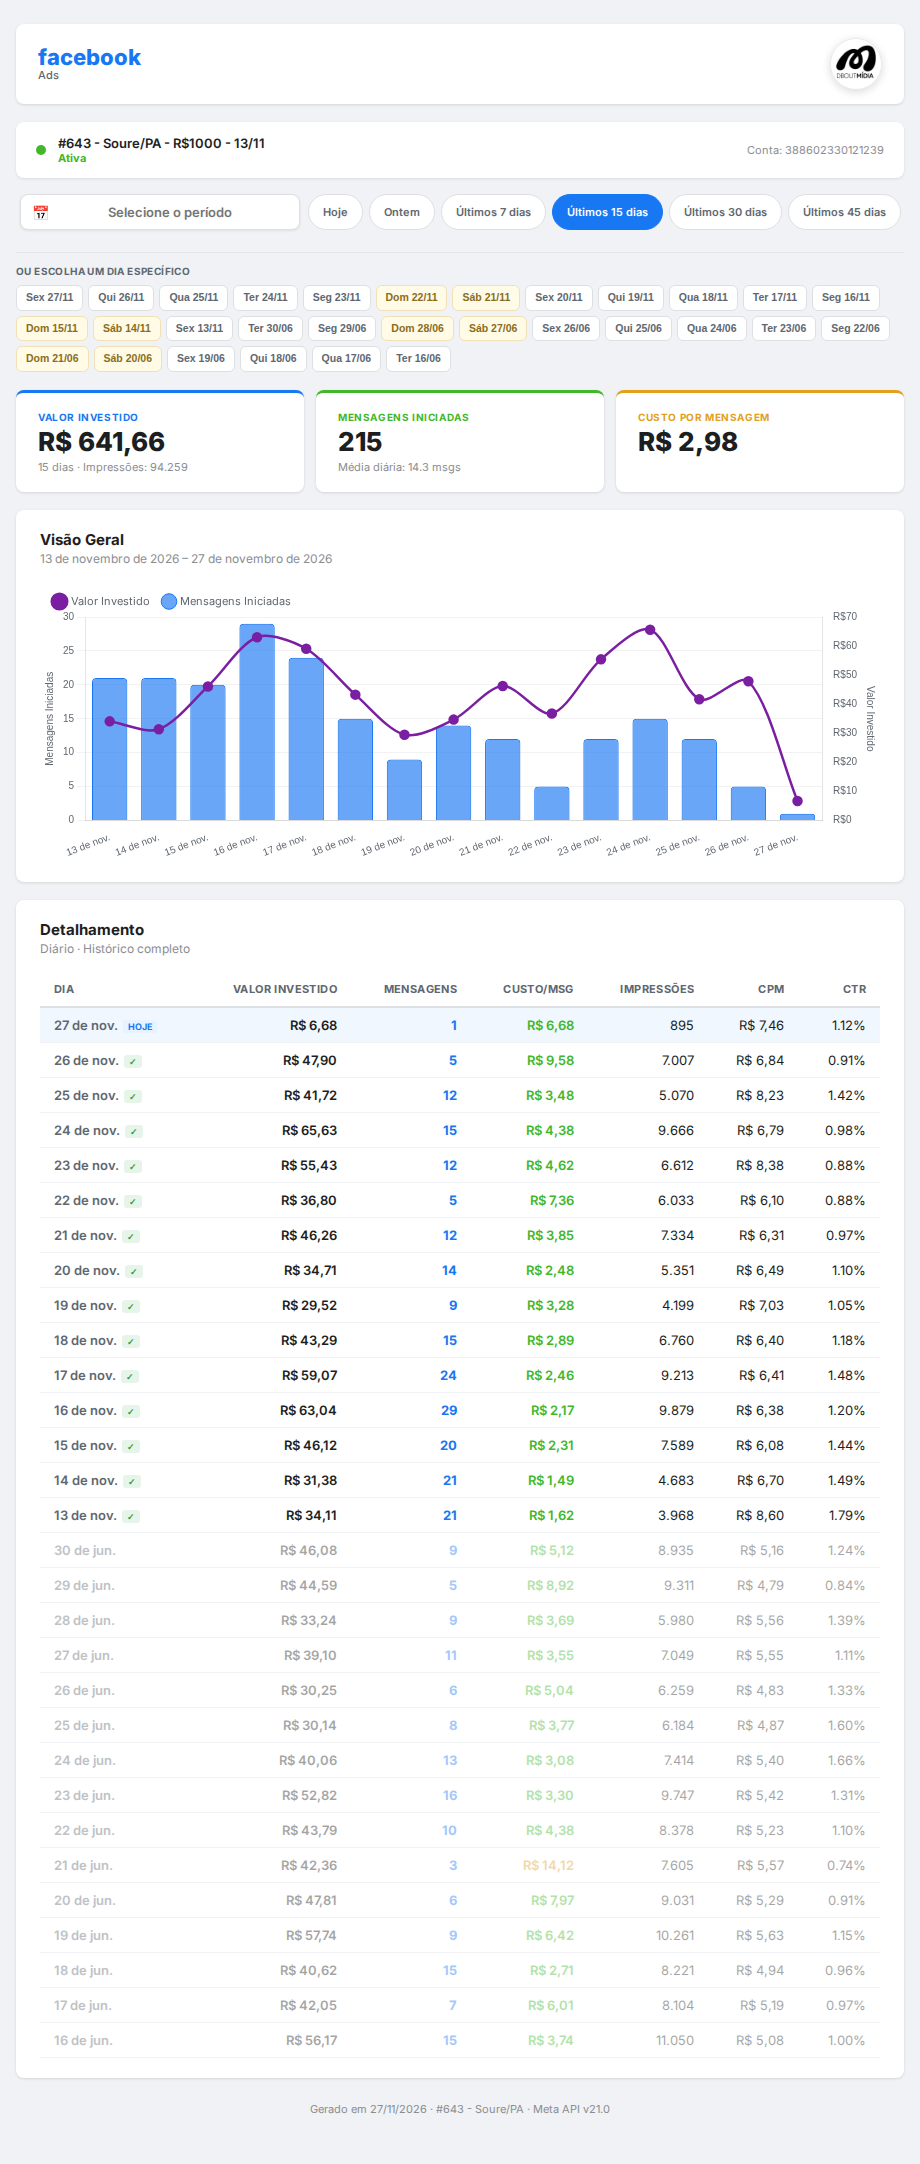 facebook
Ads
DBOUTMÍDIA
#643 - Soure/PA - R$1000 - 13/11
Ativa
Conta: 388602330121239
Selecione o período
Hoje
Ontem
Últimos 7 dias
Últimos 15 dias
Últimos 30 dias
Últimos 45 dias
OU ESCOLHA UM DIA ESPECÍFICO
Sex 27/11 Qui 26/11 Qua 25/11 Ter 24/11 Seg 23/11 Dom 22/11 Sáb 21/11 Sex 20/11 Qui 19/11 Qua 18/11 Ter 17/11 Seg 16/11
Dom 15/11 Sáb 14/11 Sex 13/11 Ter 30/06 Seg 29/06 Dom 28/06 Sáb 27/06 Sex 26/06 Qui 25/06 Qua 24/06 Ter 23/06 Seg 22/06
Dom 21/06 Sáb 20/06 Sex 19/06 Qui 18/06 Qua 17/06 Ter 16/06
VALOR INVESTIDO
R$ 641,66
15 dias · Impressões: 94.259
MENSAGENS INICIADAS
215
Média diária: 14.3 msgs
CUSTO POR MENSAGEM
R$ 2,98
Visão Geral
13 de novembro de 2026 – 27 de novembro de 2026
Valor Investido Mensagens Iniciadas
30
25
20
15
10
5
0
Mensagens Iniciadas
R$70
R$60
R$50
R$40
R$30
R$20
R$10
R$0
Valor Investido
13 de nov. 14 de nov. 15 de nov. 16 de nov. 17 de nov. 18 de nov. 19 de nov. 20 de nov. 21 de nov. 22 de nov. 23 de nov. 24 de nov. 25 de nov. 26 de nov. 27 de nov.
Detalhamento
Diário · Histórico completo
DIA VALOR INVESTIDO MENSAGENS CUSTO/MSG IMPRESSÕES CPM CTR
27 de nov. HOJE R$ 6,68 1 R$ 6,68 895 R$ 7,46 1.12%
26 de nov. ✓ R$ 47,90 5 R$ 9,58 7.007 R$ 6,84 0.91%
25 de nov. ✓ R$ 41,72 12 R$ 3,48 5.070 R$ 8,23 1.42%
24 de nov. ✓ R$ 65,63 15 R$ 4,38 9.666 R$ 6,79 0.98%
23 de nov. ✓ R$ 55,43 12 R$ 4,62 6.612 R$ 8,38 0.88%
22 de nov. ✓ R$ 36,80 5 R$ 7,36 6.033 R$ 6,10 0.88%
21 de nov. ✓ R$ 46,26 12 R$ 3,85 7.334 R$ 6,31 0.97%
20 de nov. ✓ R$ 34,71 14 R$ 2,48 5.351 R$ 6,49 1.10%
19 de nov. ✓ R$ 29,52 9 R$ 3,28 4.199 R$ 7,03 1.05%
18 de nov. ✓ R$ 43,29 15 R$ 2,89 6.760 R$ 6,40 1.18%
17 de nov. ✓ R$ 59,07 24 R$ 2,46 9.213 R$ 6,41 1.48%
16 de nov. ✓ R$ 63,04 29 R$ 2,17 9.879 R$ 6,38 1.20%
15 de nov. ✓ R$ 46,12 20 R$ 2,31 7.589 R$ 6,08 1.44%
14 de nov. ✓ R$ 31,38 21 R$ 1,49 4.683 R$ 6,70 1.49%
13 de nov. ✓ R$ 34,11 21 R$ 1,62 3.968 R$ 8,60 1.79%
30 de jun. R$ 46,08 9 R$ 5,12 8.935 R$ 5,16 1.24%
29 de jun. R$ 44,59 5 R$ 8,92 9.311 R$ 4,79 0.84%
28 de jun. R$ 33,24 9 R$ 3,69 5.980 R$ 5,56 1.39%
27 de jun. R$ 39,10 11 R$ 3,55 7.049 R$ 5,55 1.11%
26 de jun. R$ 30,25 6 R$ 5,04 6.259 R$ 4,83 1.33%
25 de jun. R$ 30,14 8 R$ 3,77 6.184 R$ 4,87 1.60%
24 de jun. R$ 40,06 13 R$ 3,08 7.414 R$ 5,40 1.66%
23 de jun. R$ 52,82 16 R$ 3,30 9.747 R$ 5,42 1.31%
22 de jun. R$ 43,79 10 R$ 4,38 8.378 R$ 5,23 1.10%
21 de jun. R$ 42,36 3 R$ 14,12 7.605 R$ 5,57 0.74%
20 de jun. R$ 47,81 6 R$ 7,97 9.031 R$ 5,29 0.91%
19 de jun. R$ 57,74 9 R$ 6,42 10.261 R$ 5,63 1.15%
18 de jun. R$ 40,62 15 R$ 2,71 8.221 R$ 4,94 0.96%
17 de jun. R$ 42,05 7 R$ 6,01 8.104 R$ 5,19 0.97%
16 de jun. R$ 56,17 15 R$ 3,74 11.050 R$ 5,08 1.00%
Gerado em 27/11/2026 · #643 - Soure/PA · Meta API v21.0